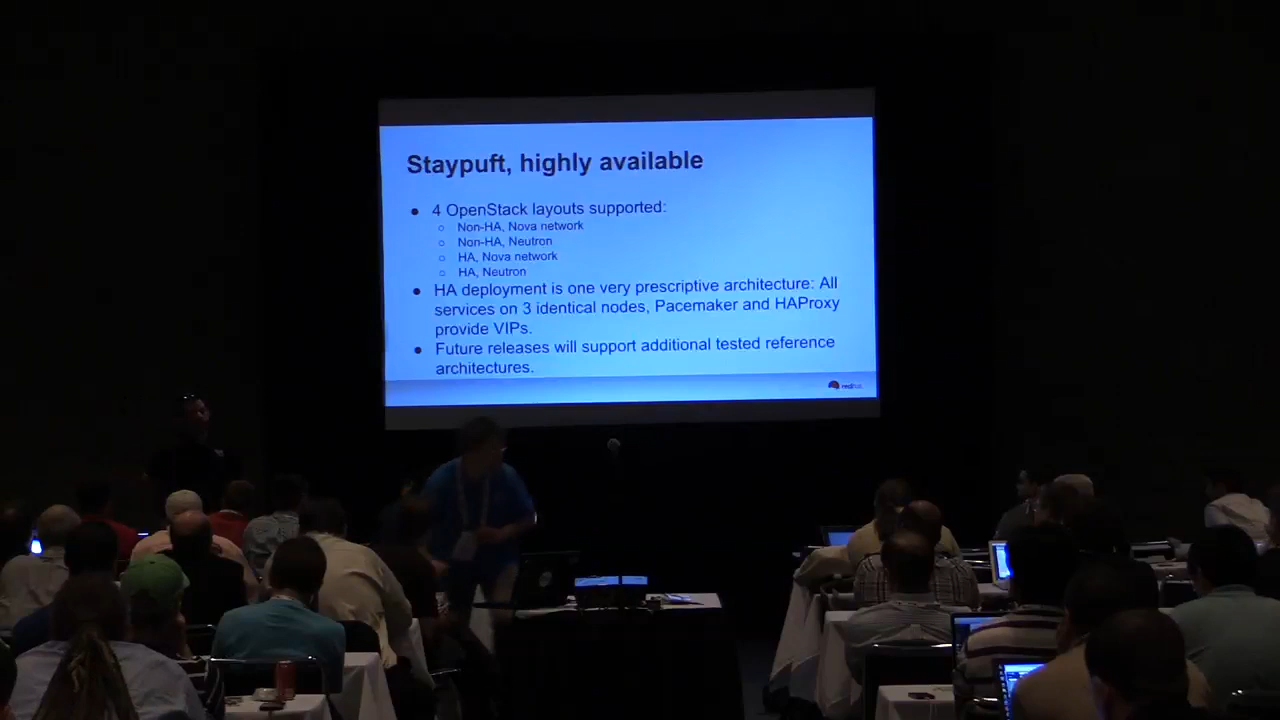 Staypuft, highly available
● 4 OpenStack layouts supported:
○ Non-HA, Nova network
○ Non-HA, Neutron
○ HA, Nova network
○ HA, Neutron
● HA deployment is one very prescriptive architecture: All
services on 3 identical nodes, Pacemaker and HAProxy
provide VIPs.
● Future releases will support additional tested reference
architectures.
redhat